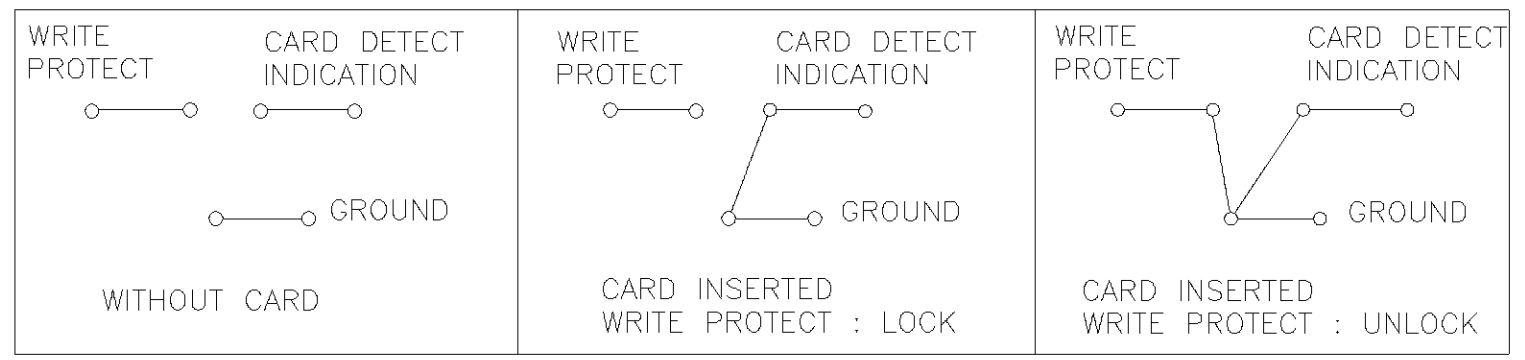 WRITE
PROTECT
CARD DETECT
INDICATION
GROUND
WITHOUT CARD
WRITE
PROTECT
CARD DETECT
INDICATION
GROUND
CARD INSERTED
WRITE PROTECT : LOCK
WRITE
PROTECT
CARD DETECT
INDICATION
GROUND
CARD INSERTED
WRITE PROTECT : UNLOCK